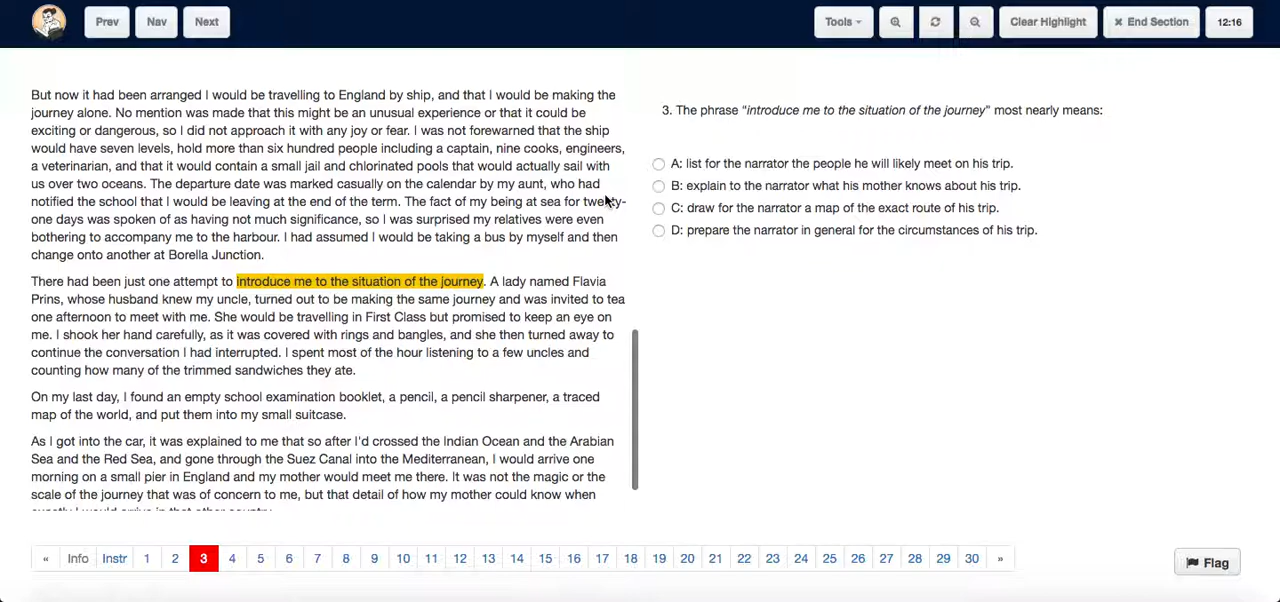 Prev
Nav
Next
Tools
Clear Highlight
× End Section
12:16
But now it had been arranged I would be travelling to England by ship, and that I would be making the
journey alone. No mention was made that this might be an unusual experience or that it could be
exciting or dangerous, so I did not approach it with any joy or fear. I was not forewarned that the ship
would have seven levels, hold more than six hundred people including a captain, nine cooks, engineers,
a veterinarian, and that it would contain a small jail and chlorinated pools that would actually sail with
us over two oceans. The departure date was marked casually on the calendar by my aunt, who had
notified the school that I would be leaving at the end of the term. The fact of my being at sea for twenty-
one days was spoken of as having not much significance, so I was surprised my relatives were even
bothering to accompany me to the harbour. I had assumed I would be taking a bus by myself and then
change onto another at Borella Junction.
There had been just one attempt to introduce me to the situation of the journey. A lady named Flavia
Prins, whose husband knew my uncle, turned out to be making the same journey and was invited to tea
one afternoon to meet with me. She would be travelling in First Class but promised to keep an eye on
me. I shook her hand carefully, as it was covered with rings and bangles, and she then turned away to
continue the conversation I had interrupted. I spent most of the hour listening to a few uncles and
counting how many of the trimmed sandwiches they ate.
On my last day, I found an empty school examination booklet, a pencil, a pencil sharpener, a traced
map of the world, and put them into my small suitcase.
As I got into the car, it was explained to me that so after I'd crossed the Indian Ocean and the Arabian
Sea and the Red Sea, and gone through the Suez Canal into the Mediterranean, I would arrive one
morning on a small pier in England and my mother would meet me there. It was not the magic or the
scale of the journey that was of concern to me, but that detail of how my mother could know when
exactly I would arrive in that other country.
3. The phrase "introduce me to the situation of the journey" most nearly means:
A: list for the narrator the people he will likely meet on his trip.
B: explain to the narrator what his mother knows about his trip.
C: draw for the narrator a map of the exact route of his trip.
D: prepare the narrator in general for the circumstances of his trip.
« Info Instr 1 2 3 4 5 6 7 8 9 10 11 12 13 14 15 16 17 18 19 20 21 22 23 24 25 26 27 28 29 30 »
Flag